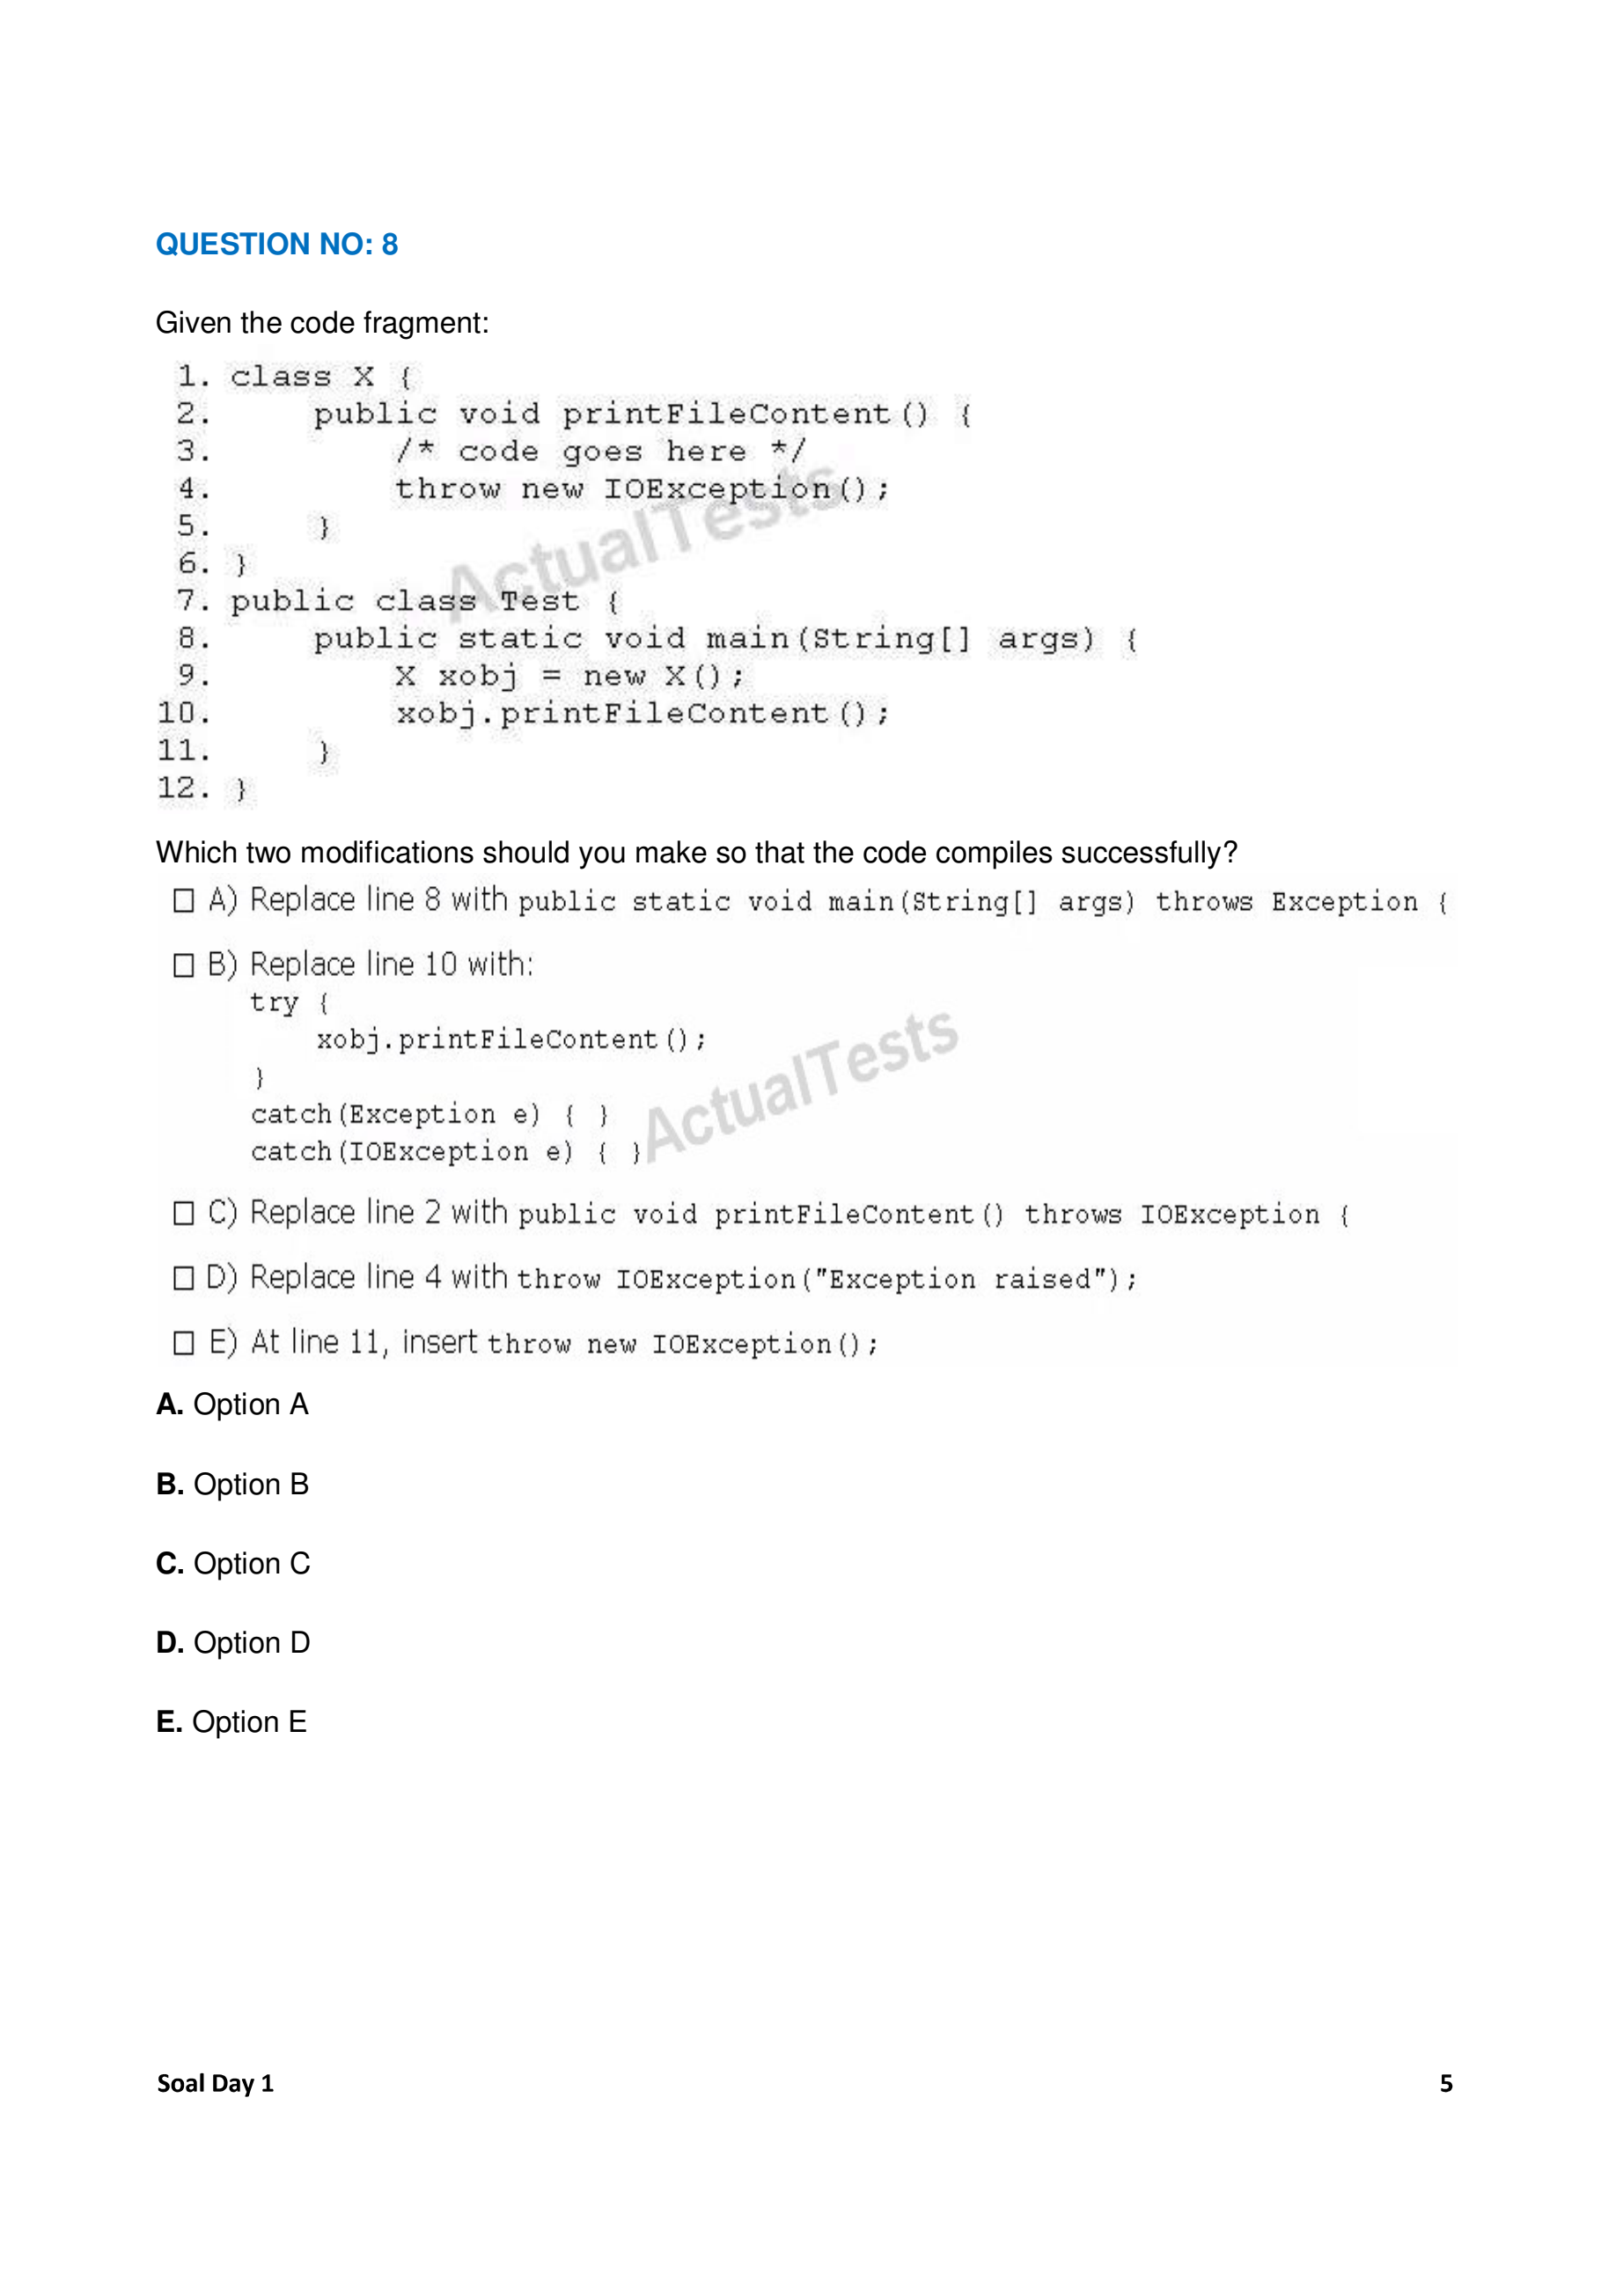 QUESTION NO: 8
Given the code fragment:
1. class X {
2.     public void printFileContent() {
3.         /* code goes here */
4.         throw new IOException();
5.     }
6. }
7. public class Test {
8.     public static void main(String[] args) {
9.         X xobj = new X();
10.         xobj.printFileContent();
11.     }
12. }
ActualTests
Which two modifications should you make so that the code compiles successfully?
A) Replace line 8 with public static void main(String[] args) throws Exception {
B) Replace line 10 with:
try {
    xobj.printFileContent();
}
catch(Exception e) { }
catch(IOException e) { }
ActualTests
C) Replace line 2 with public void printFileContent() throws IOException {
D) Replace line 4 with throw IOException("Exception raised");
E) At line 11, insert throw new IOException();
A. Option A
B. Option B
C. Option C
D. Option D
E. Option E
Soal Day 1 5